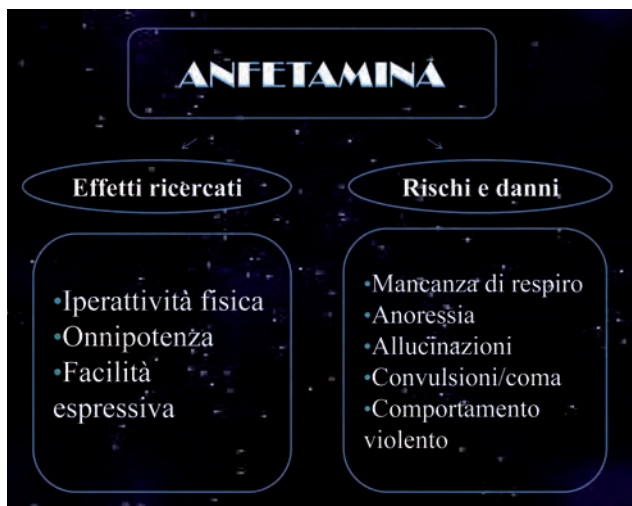 ANFETAMINA
Effetti ricercati
Rischi e danni
•Iperattività fisica
•Onnipotenza
•Facilità
espressiva
•Mancanza di respiro
•Anoressia
•Allucinazioni
•Convulsioni/coma
•Comportamento
violento